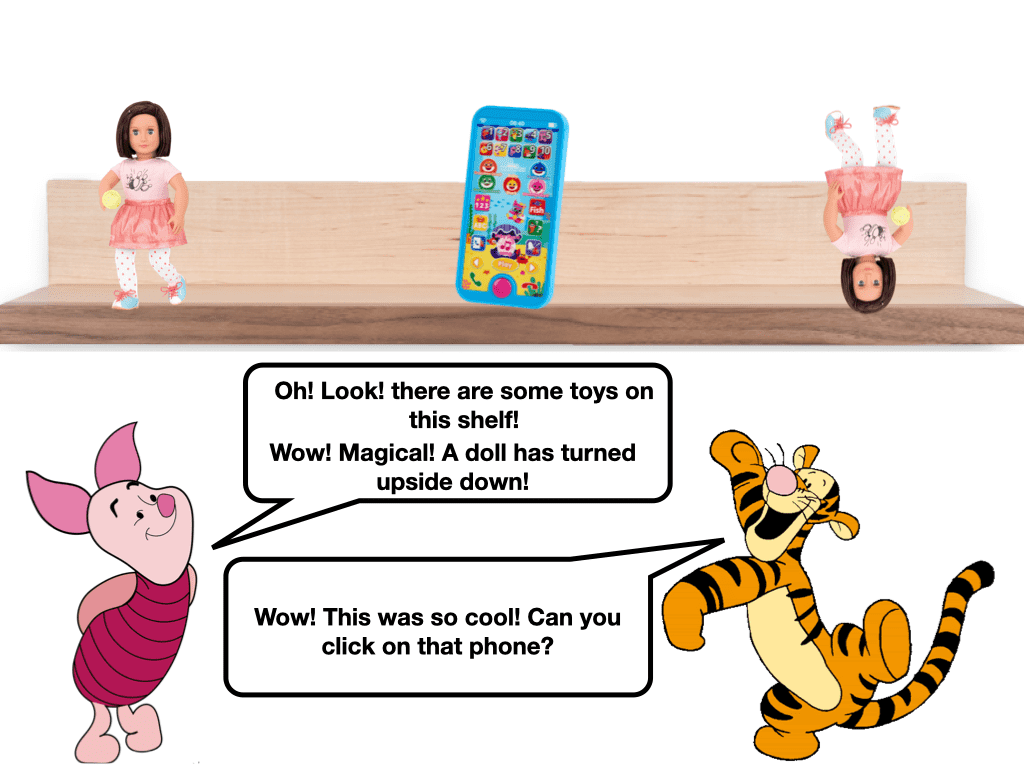 Oh! Look! there are some toys on
this shelf!
Wow! Magical! A doll has turned
upside down!
Wow! This was so cool! Can you
click on that phone?